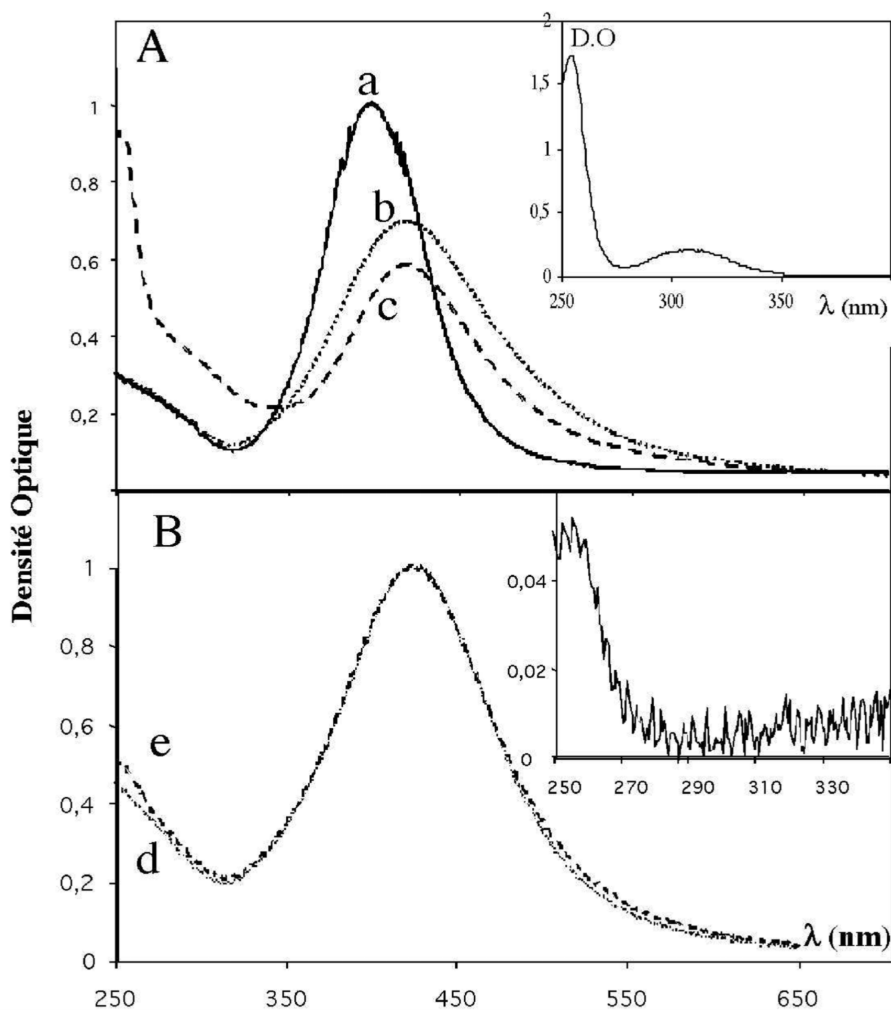 Densité Optique
A
a
b
c
1
0,8
0,6
0,4
0,2
D.O
2
1,5
1
0,5
0
250 300 350
λ (nm)
B
e
d
1
0,8
0,6
0,4
0,2
0
0,04
0,02
0
250 270 290 310 330
λ (nm)
250 350 450 550 650